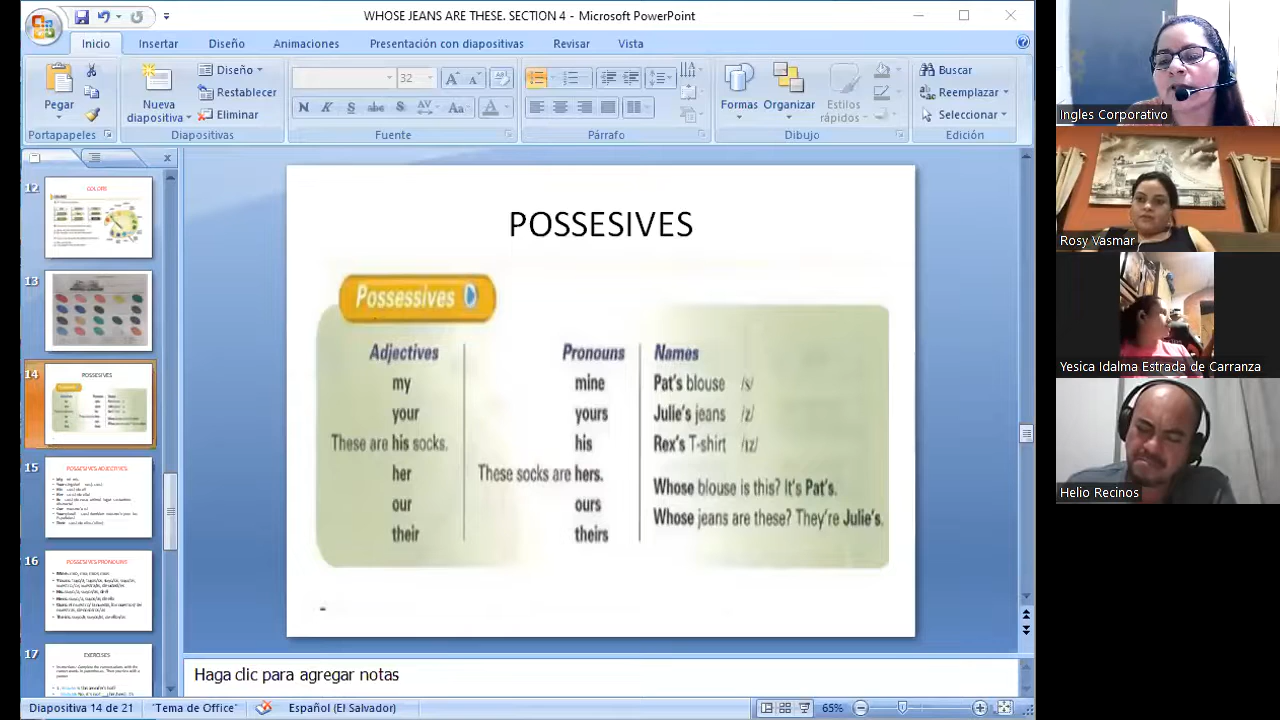 WHOSE JEANS ARE THESE. SECTION 4 - Microsoft PowerPoint
Inicio Insertar Diseño Animaciones Presentación con diapositivas Revisar Vista
Pegar
Nueva diapositiva
Diseño
Restablecer
Eliminar
32
N K S abc AV Aa A
Formas
Organizar
Estilos rápidos
Buscar
Reemplazar
Seleccionar
Portapapeles Diapositivas Fuente Párrafo Dibujo Edición
12
COLORS
13
14
POSSESIVES
15
POSSESIVES ADJECTIVES
16
POSSESIVES PRONOUNS
17
EXERCISES
POSSESIVES
Possessives
Adjectives Pronouns Names
my mine Pat's blouse /s/
your yours Julie's jeans /z/
These are his socks. his Rex's T-shirt /ɪz/
her These socks are hers.
our ours
their theirs
Whose blouse is this? It's Pat's.
Whose jeans are these? They're Julie's.
Haga clic para agregar notas
Diapositiva 14 de 21 "Tema de Office" Español (El Salvador) 65%
Ingles Corporativo
Rosy Vasmar
Yesica Idalma Estrada de Carranza
Helio Recinos